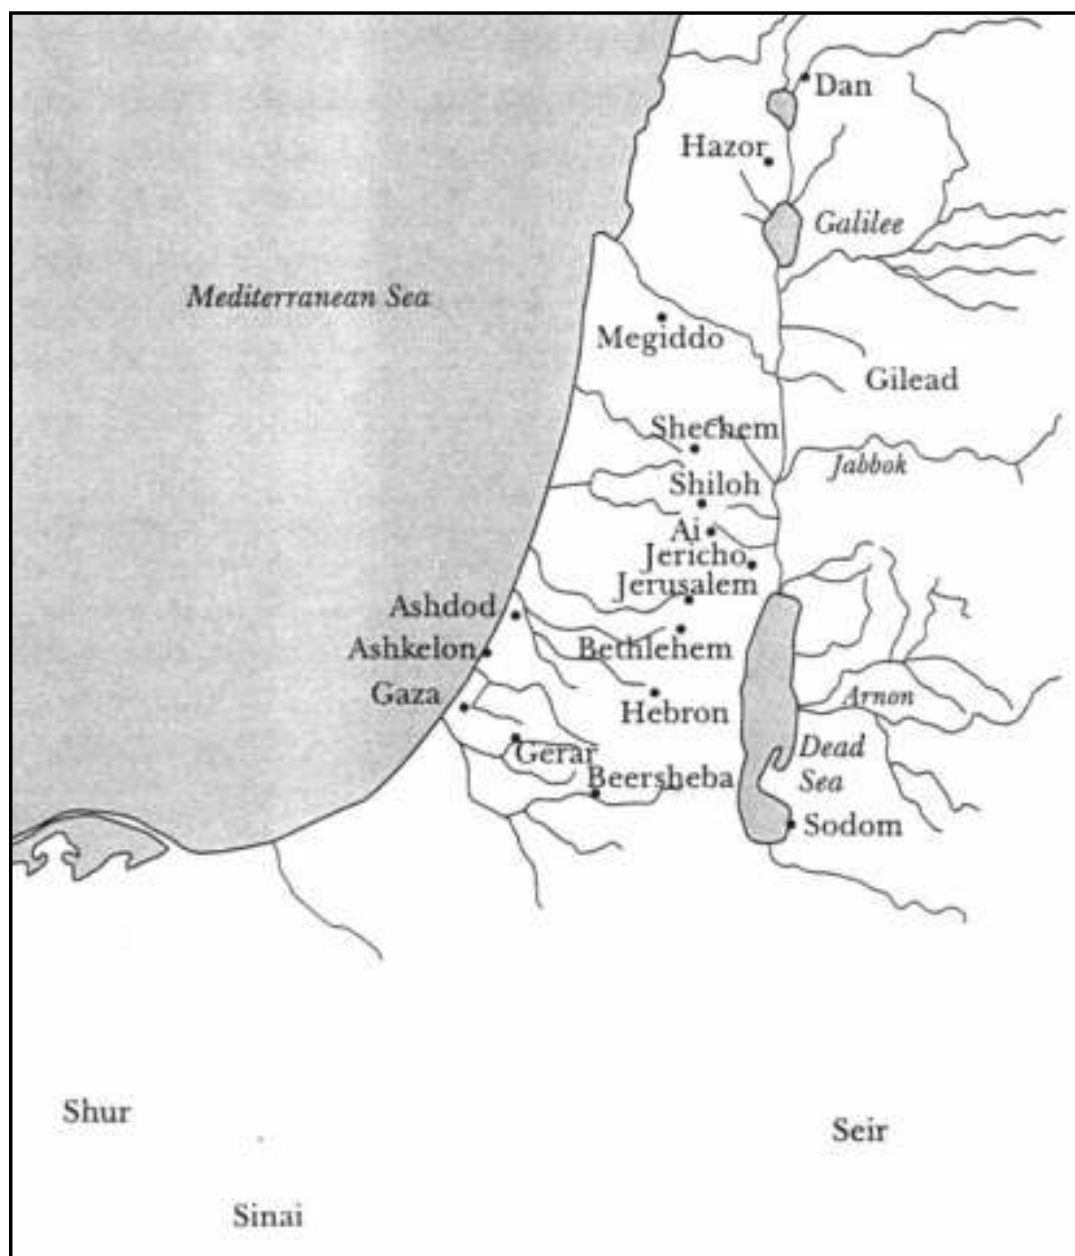 Dan
Hazor
Galilee
Mediterranean Sea
Megiddo
Gilead
Shechem
Jabbok
Shiloh
Ai
Jericho
Jerusalem
Ashdod
Ashkelon
Bethlehem
Gaza
Hebron
Arnon
Gerar
Dead
Sea
Beersheba
Sodom
Shur
Seir
Sinai